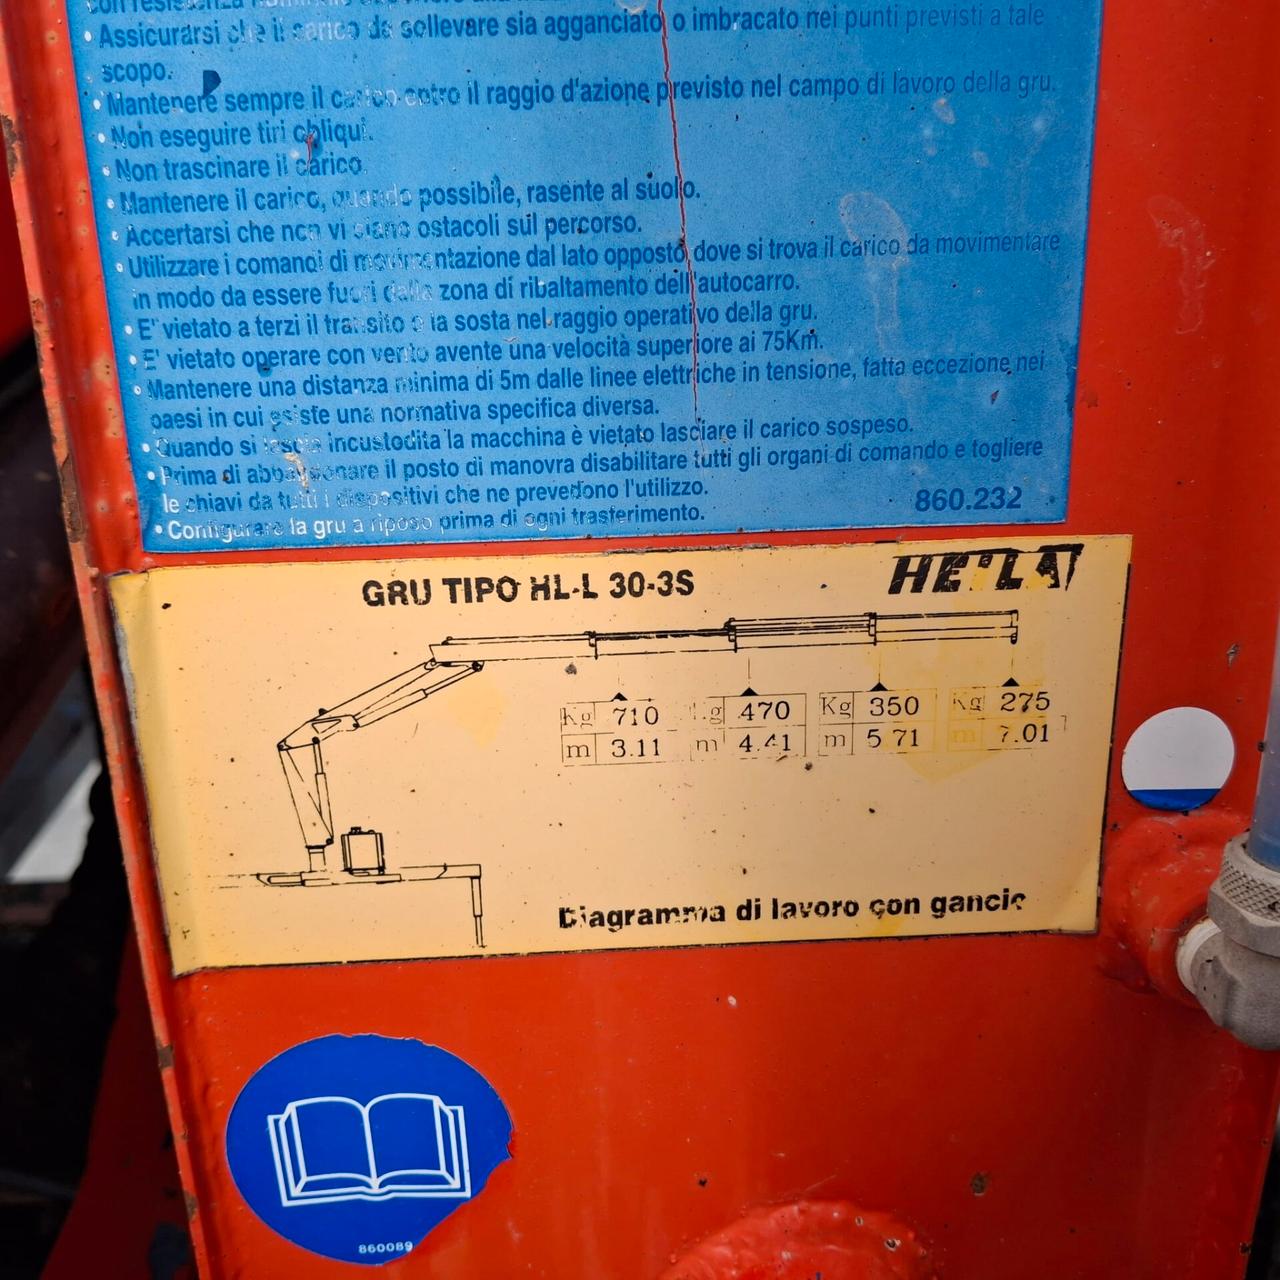 • Assicurarsi che il carico da sollevare sia agganciato o imbracato nei punti previsti a tale
scopo.
• Mantenere sempre il carico entro il raggio d'azione previsto nel campo di lavoro della gru.
• Non eseguire tiri obliqui.
• Non trascinare il carico.
• Mantenere il carico, quando possibile, rasente al suolo.
• Accertarsi che non vi siano ostacoli sul percorso.
• Utilizzare i comandi di movimentazione dal lato opposto dove si trova il carico da movimentare
in modo da essere fuori dalla zona di ribaltamento dell'autocarro.
• E' vietato a terzi il transito o la sosta nel raggio operativo della gru.
• E' vietato operare con vento avente una velocità superiore ai 75Km.
• Mantenere una distanza minima di 5m dalle linee elettriche in tensione, fatta eccezione nei
paesi in cui esiste una normativa specifica diversa.
• Quando si lascia incustodita la macchina è vietato lasciare il carico sospeso.
• Prima di abbandonare il posto di manovra disabilitare tutti gli organi di comando e togliere
le chiavi da tutti i dispositivi che ne prevedono l'utilizzo.
• Configurare la gru a riposo prima di ogni trasferimento.
860.232
GRU TIPO HL-L 30-3S
HEILA
Kg 710 Kg 470 Kg 350 Kg 275
m 3.11 m 4.41 m 5.71 m 7.01
Diagramma di lavoro con gancio
860089